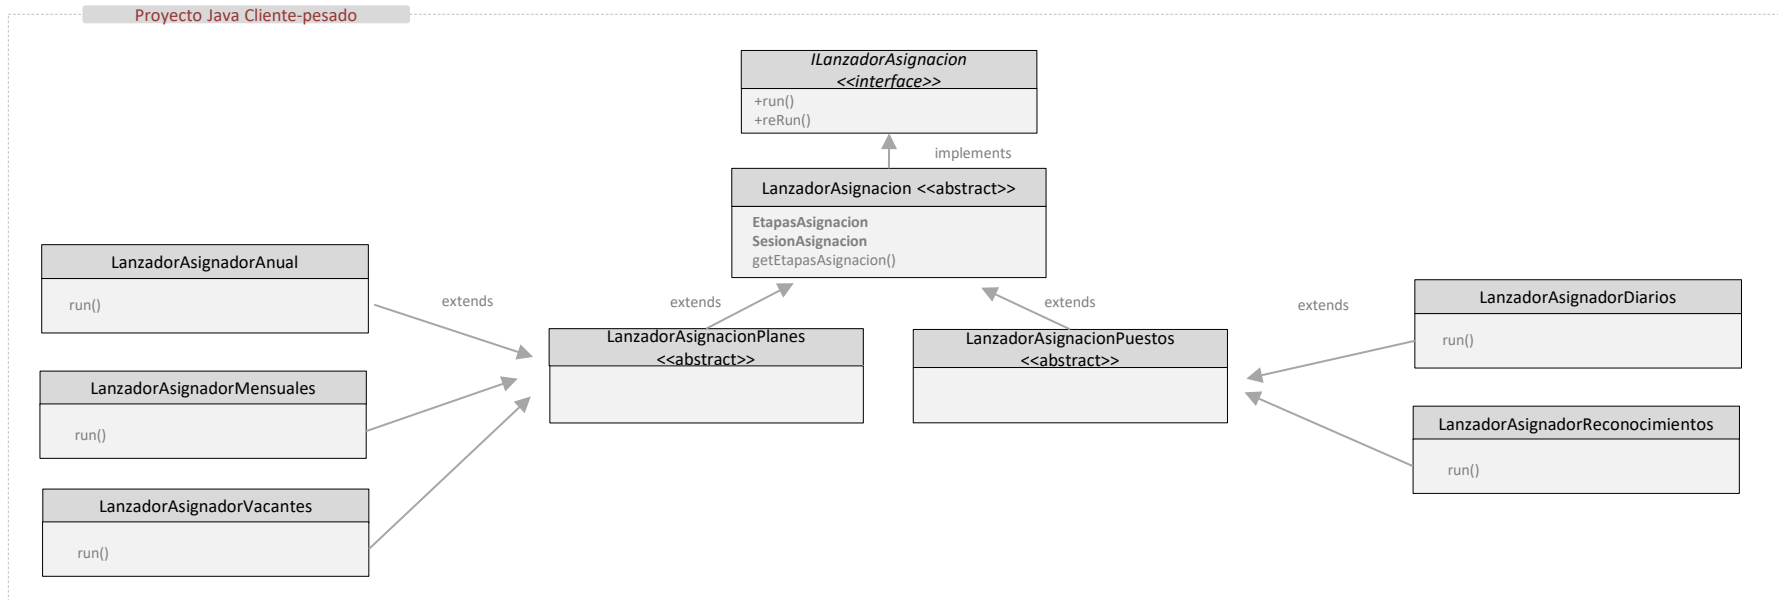 Proyecto Java Cliente-pesado
ILanzadorAsignacion
<<interface>>
+run()
+reRun()
implements
LanzadorAsignacion <<abstract>>
EtapasAsignacion
SesionAsignacion
getEtapasAsignacion()
LanzadorAsignadorAnual
run()
extends
extends
extends
extends
LanzadorAsignadorDiarios
run()
LanzadorAsignacionPlanes
<<abstract>>
LanzadorAsignacionPuestos
<<abstract>>
LanzadorAsignadorMensuales
run()
LanzadorAsignadorReconocimientos
run()
LanzadorAsignadorVacantes
run()